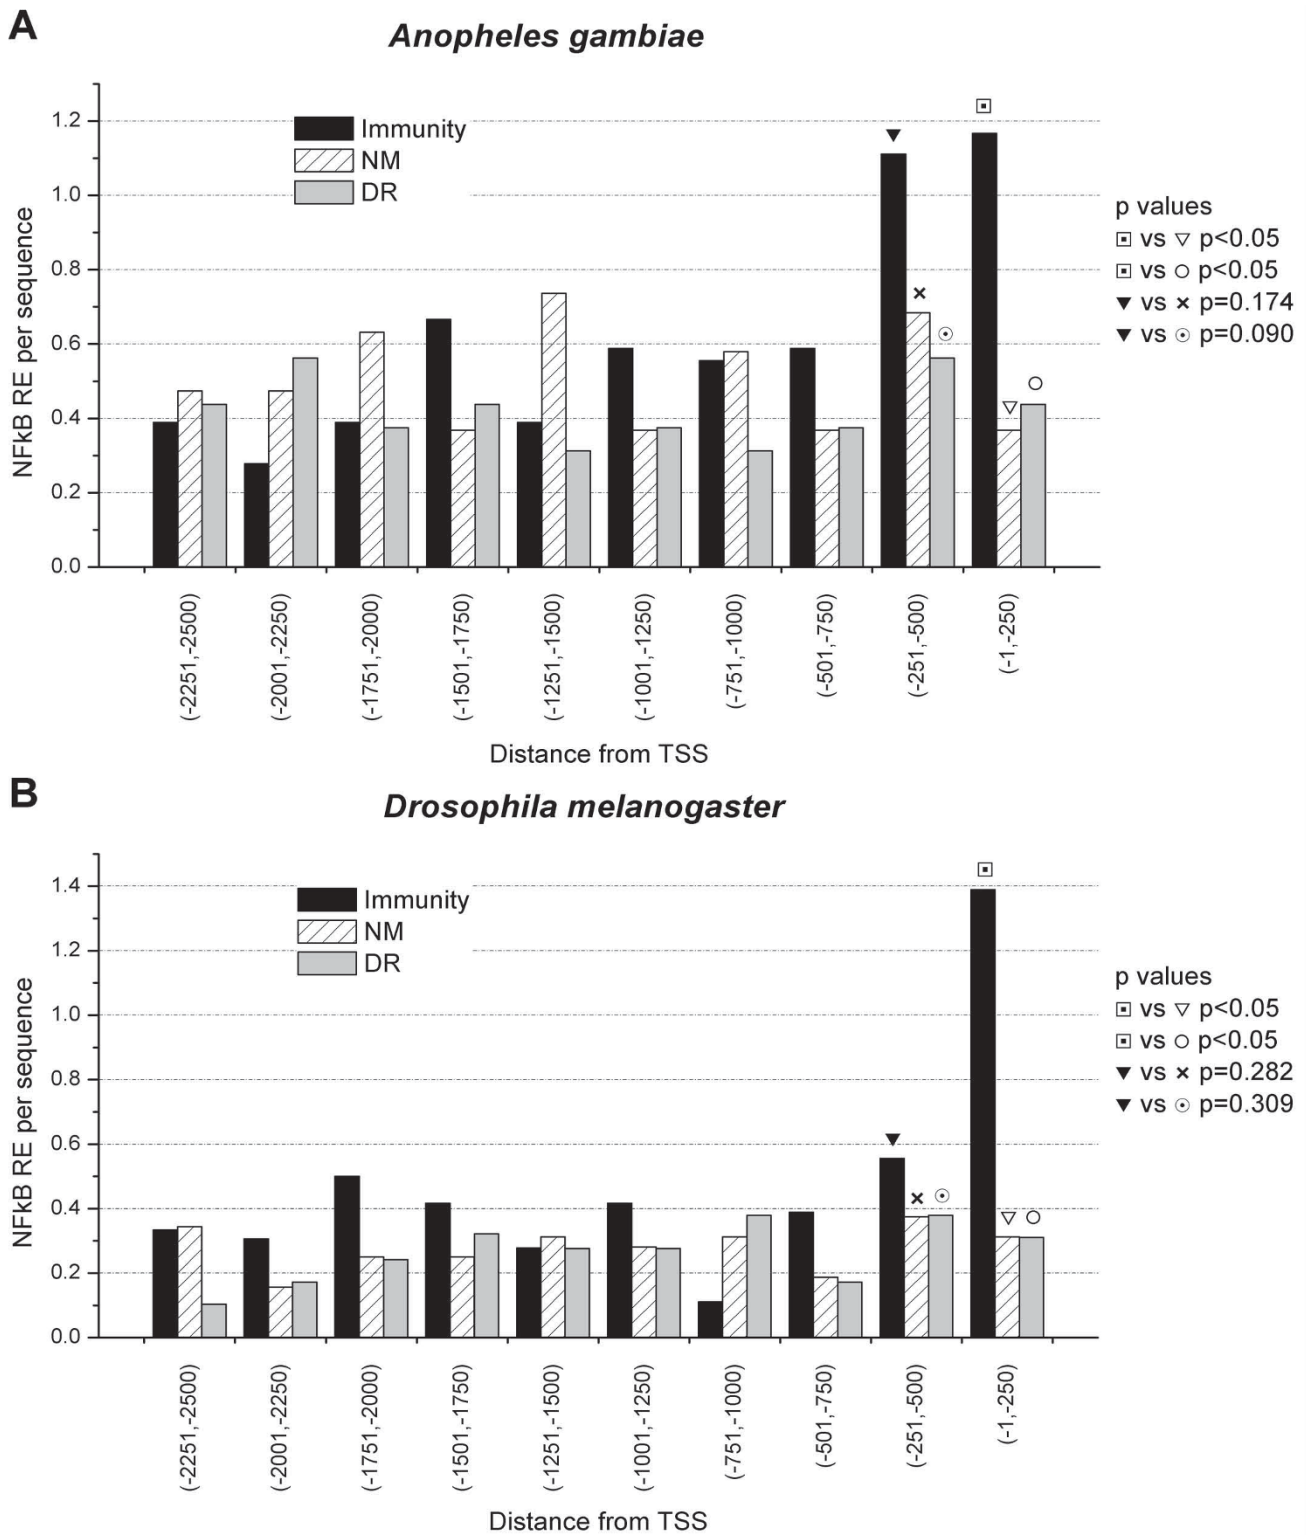 A
Anopheles gambiae
NFkB RE per sequence
1.2
1.0
0.8
0.6
0.4
0.2
0.0
Immunity
NM
DR
p values
⊡ vs ▽ p<0.05
⊡ vs ○ p<0.05
▼ vs × p=0.174
▼ vs ⊙ p=0.090
(-2251,-2500)
(-2001,-2250)
(-1751,-2000)
(-1501,-1750)
(-1251,-1500)
(-1001,-1250)
(-751,-1000)
(-501,-750)
(-251,-500)
(-1,-250)
Distance from TSS
B
Drosophila melanogaster
NFkB RE per sequence
1.4
1.2
1.0
0.8
0.6
0.4
0.2
0.0
Immunity
NM
DR
p values
⊡ vs ▽ p<0.05
⊡ vs ○ p<0.05
▼ vs × p=0.282
▼ vs ⊙ p=0.309
(-2251,-2500)
(-2001,-2250)
(-1751,-2000)
(-1501,-1750)
(-1251,-1500)
(-1001,-1250)
(-751,-1000)
(-501,-750)
(-251,-500)
(-1,-250)
Distance from TSS